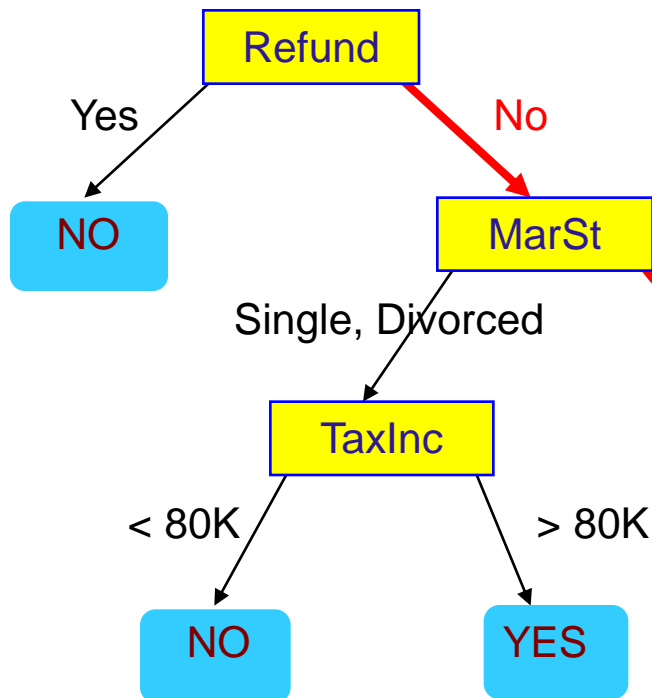 Refund
Yes
No
NO
MarSt
Single, Divorced
TaxInc
< 80K
> 80K
NO
YES